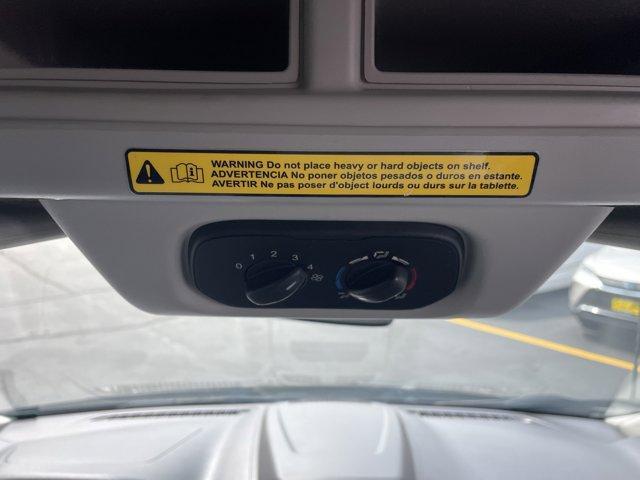 WARNING Do not place heavy or hard objects on shelf.
ADVERTENCIA No poner objetos pesados o duros en estante.
AVERTIR Ne pas poser d'object lourds ou durs sur la tablette.
0 1 2 3 4